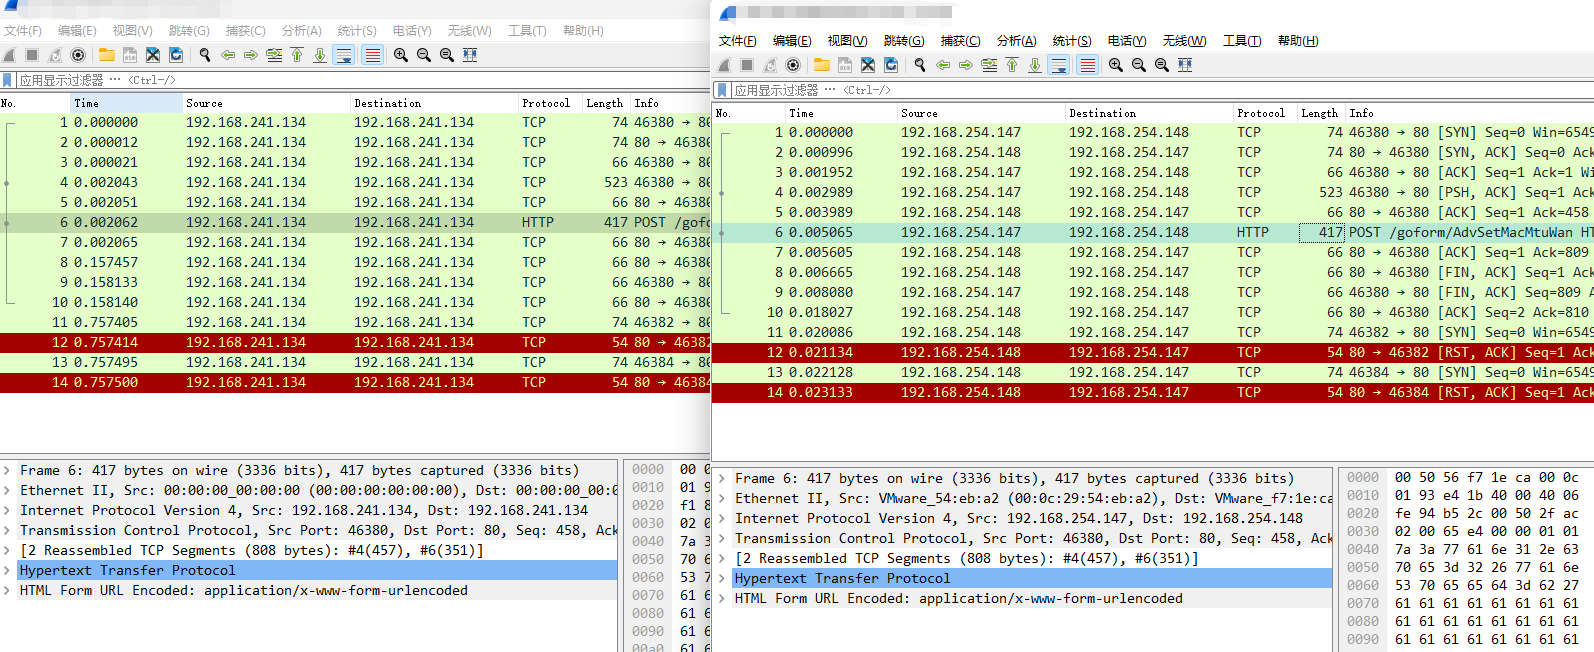 文件(F) 编辑(E) 视图(V) 跳转(G) 捕获(C) 分析(A) 统计(S) 电话(Y) 无线(W) 工具(T) 帮助(H)
应用显示过滤器 … <Ctrl-/>
No. Time Source Destination Protocol Length Info
1 0.000000 192.168.241.134 192.168.241.134 TCP 74 46380 → 80
2 0.000012 192.168.241.134 192.168.241.134 TCP 74 80 → 4638
3 0.000021 192.168.241.134 192.168.241.134 TCP 66 46380 → 80
4 0.002043 192.168.241.134 192.168.241.134 TCP 523 46380 → 80
5 0.002051 192.168.241.134 192.168.241.134 TCP 66 80 → 4638
6 0.002062 192.168.241.134 192.168.241.134 HTTP 417 POST /gofo
7 0.002065 192.168.241.134 192.168.241.134 TCP 66 80 → 4638
8 0.157457 192.168.241.134 192.168.241.134 TCP 66 80 → 4638
9 0.158133 192.168.241.134 192.168.241.134 TCP 66 46380 → 80
10 0.158140 192.168.241.134 192.168.241.134 TCP 66 80 → 4638
11 0.757405 192.168.241.134 192.168.241.134 TCP 74 46382 → 80
12 0.757414 192.168.241.134 192.168.241.134 TCP 54 80 → 46382
13 0.757495 192.168.241.134 192.168.241.134 TCP 74 46384 → 80
14 0.757500 192.168.241.134 192.168.241.134 TCP 54 80 → 46384
Frame 6: 417 bytes on wire (3336 bits), 417 bytes captured (3336 bits)
Ethernet II, Src: 00:00:00_00:00:00 (00:00:00:00:00:00), Dst: 00:00:00_00:0
Internet Protocol Version 4, Src: 192.168.241.134, Dst: 192.168.241.134
Transmission Control Protocol, Src Port: 46380, Dst Port: 80, Seq: 458, Ack
[2 Reassembled TCP Segments (808 bytes): #4(457), #6(351)]
Hypertext Transfer Protocol
HTML Form URL Encoded: application/x-www-form-urlencoded
0000 00 0
0010 01 9
0020 f1 8
0030 02 0
0040 7a 3
0050 70 6
0060 53 7
0070 61 6
0080 61 6
0090 61 6
00a0 61 6
文件(F) 编辑(E) 视图(V) 跳转(G) 捕获(C) 分析(A) 统计(S) 电话(Y) 无线(W) 工具(T) 帮助(H)
应用显示过滤器 … <Ctrl-/>
No. Time Source Destination Protocol Length Info
1 0.000000 192.168.254.147 192.168.254.148 TCP 74 46380 → 80 [SYN] Seq=0 Win=6549
2 0.000996 192.168.254.148 192.168.254.147 TCP 74 80 → 46380 [SYN, ACK] Seq=0 Ack
3 0.001952 192.168.254.147 192.168.254.148 TCP 66 46380 → 80 [ACK] Seq=1 Ack=1 Wi
4 0.002989 192.168.254.147 192.168.254.148 TCP 523 46380 → 80 [PSH, ACK] Seq=1 Ack
5 0.003989 192.168.254.148 192.168.254.147 TCP 66 80 → 46380 [ACK] Seq=1 Ack=458
6 0.005065 192.168.254.147 192.168.254.148 HTTP 417 POST /goform/AdvSetMacMtuWan HT
7 0.005605 192.168.254.148 192.168.254.147 TCP 66 80 → 46380 [ACK] Seq=1 Ack=809
8 0.006665 192.168.254.148 192.168.254.147 TCP 66 80 → 46380 [FIN, ACK] Seq=1 Ack
9 0.008080 192.168.254.147 192.168.254.148 TCP 66 46380 → 80 [FIN, ACK] Seq=809 A
10 0.018027 192.168.254.148 192.168.254.147 TCP 66 80 → 46380 [ACK] Seq=2 Ack=810
11 0.020086 192.168.254.147 192.168.254.148 TCP 74 46382 → 80 [SYN] Seq=0 Win=6549
12 0.021134 192.168.254.148 192.168.254.147 TCP 54 80 → 46382 [RST, ACK] Seq=1 Ack
13 0.022128 192.168.254.147 192.168.254.148 TCP 74 46384 → 80 [SYN] Seq=0 Win=6549
14 0.023133 192.168.254.148 192.168.254.147 TCP 54 80 → 46384 [RST, ACK] Seq=1 Ack
Frame 6: 417 bytes on wire (3336 bits), 417 bytes captured (3336 bits)
Ethernet II, Src: VMware_54:eb:a2 (00:0c:29:54:eb:a2), Dst: VMware_f7:1e:ca
Internet Protocol Version 4, Src: 192.168.254.147, Dst: 192.168.254.148
Transmission Control Protocol, Src Port: 46380, Dst Port: 80, Seq: 458, Ack
[2 Reassembled TCP Segments (808 bytes): #4(457), #6(351)]
Hypertext Transfer Protocol
HTML Form URL Encoded: application/x-www-form-urlencoded
0000 00 50 56 f7 1e ca 00 0c
0010 01 93 e4 1b 40 00 40 06
0020 fe 94 b5 2c 00 50 2f ac
0030 02 00 65 e4 00 00 01 01
0040 7a 3a 77 61 6e 31 2e 63
0050 70 65 3d 32 26 77 61 6e
0060 53 70 65 65 64 3d 62 27
0070 61 61 61 61 61 61 61 61
0080 61 61 61 61 61 61 61 61
0090 61 61 61 61 61 61 61 61